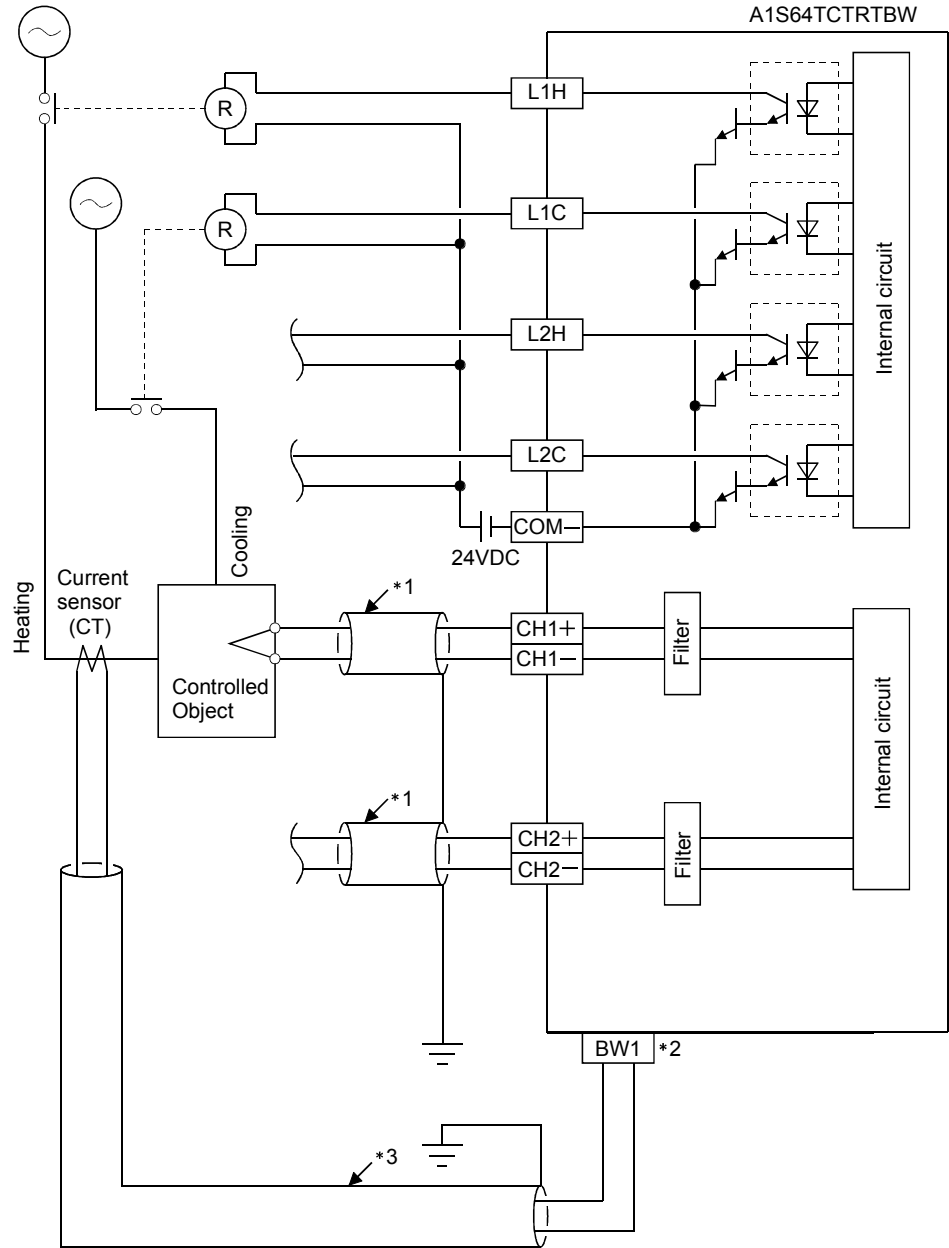 A1S64TCTRTBW
L1H
R
L1C
R
L2H
Internal circuit
L2C
COM−
24VDC
Cooling
Heating
Current
sensor
(CT)
*1
CH1+
CH1−
Filter
Controlled
Object
Internal circuit
*1
CH2+
CH2−
Filter
BW1 *2
*3